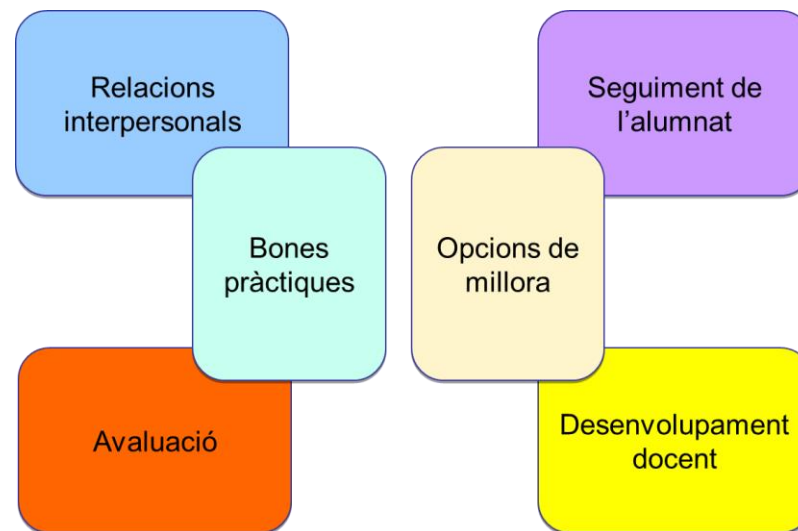 Relacions
interpersonals
Seguiment de
l'alumnat
Bones
pràctiques
Opcions de
millora
Avaluació
Desenvolupament
docent